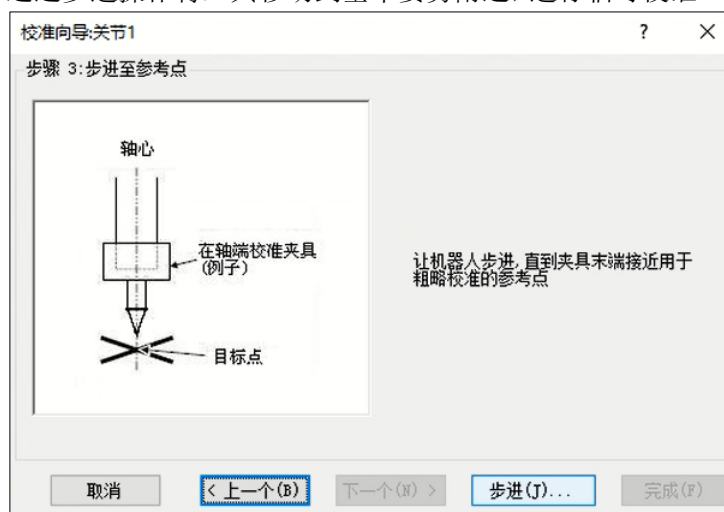 校准向导:关节1
? ×
步骤 3:步进至参考点
轴心
在轴端校准夹具
(例子)
目标点
让机器人步进,直到夹具末端接近用于
粗略校准的参考点
取消
< 上一个(B)
下一个(N) >
步进(J)...
完成(F)